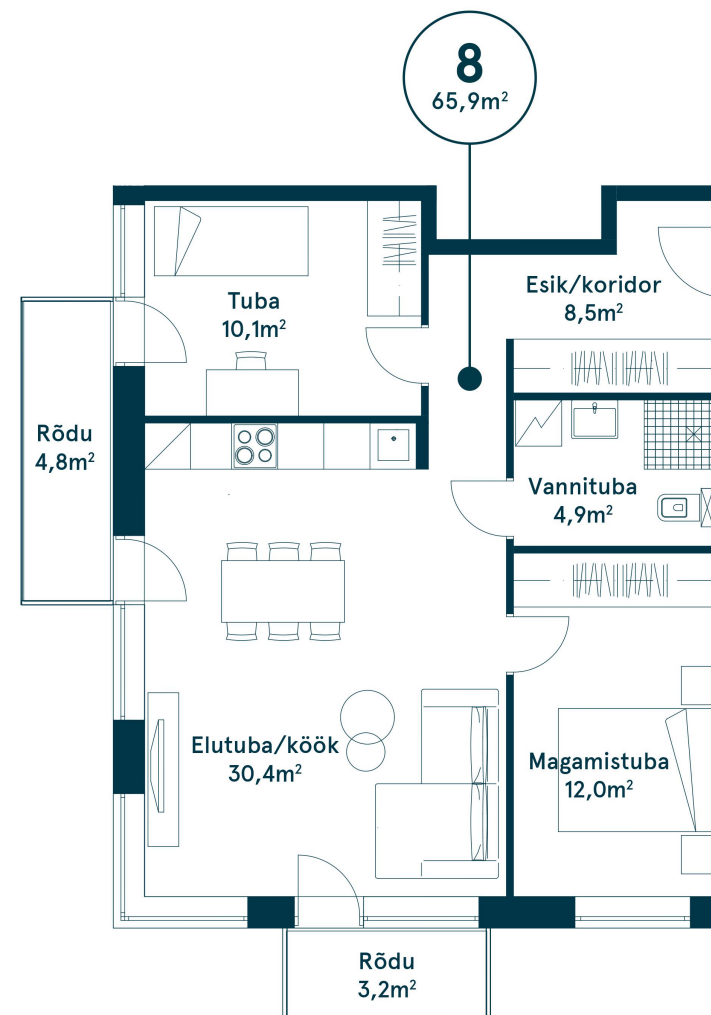 8
65,9m²
Tuba
10,1m²
Esik/koridor
8,5m²
Rõdu
4,8m²
Vannituba
4,9m²
Elutuba/köök
30,4m²
Magamistuba
12,0m²
Rõdu
3,2m²